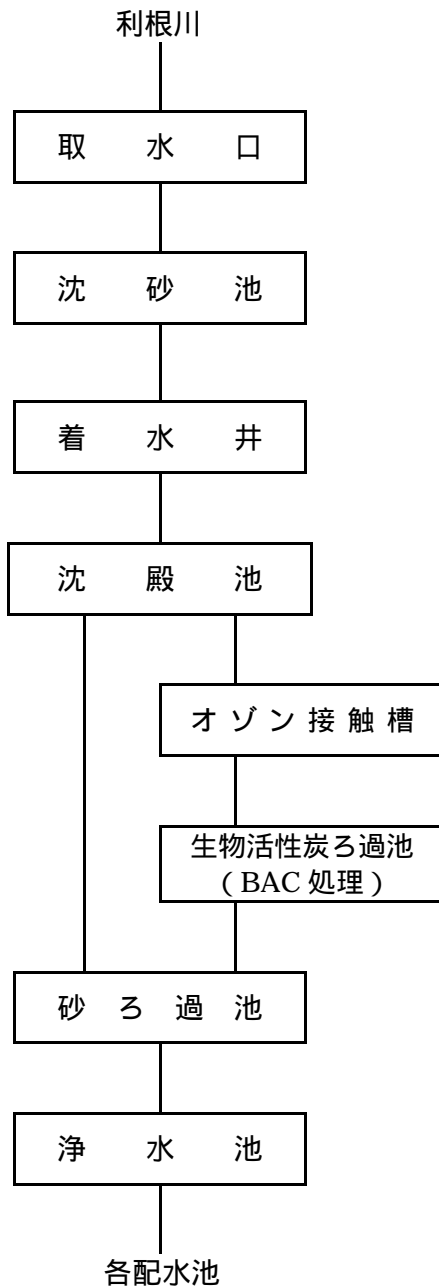 利根川
取水口
沈砂池
着水井
沈殿池
オゾン接触槽
生物活性炭ろ過池
(BAC 処理)
砂ろ過池
浄水池
各配水池